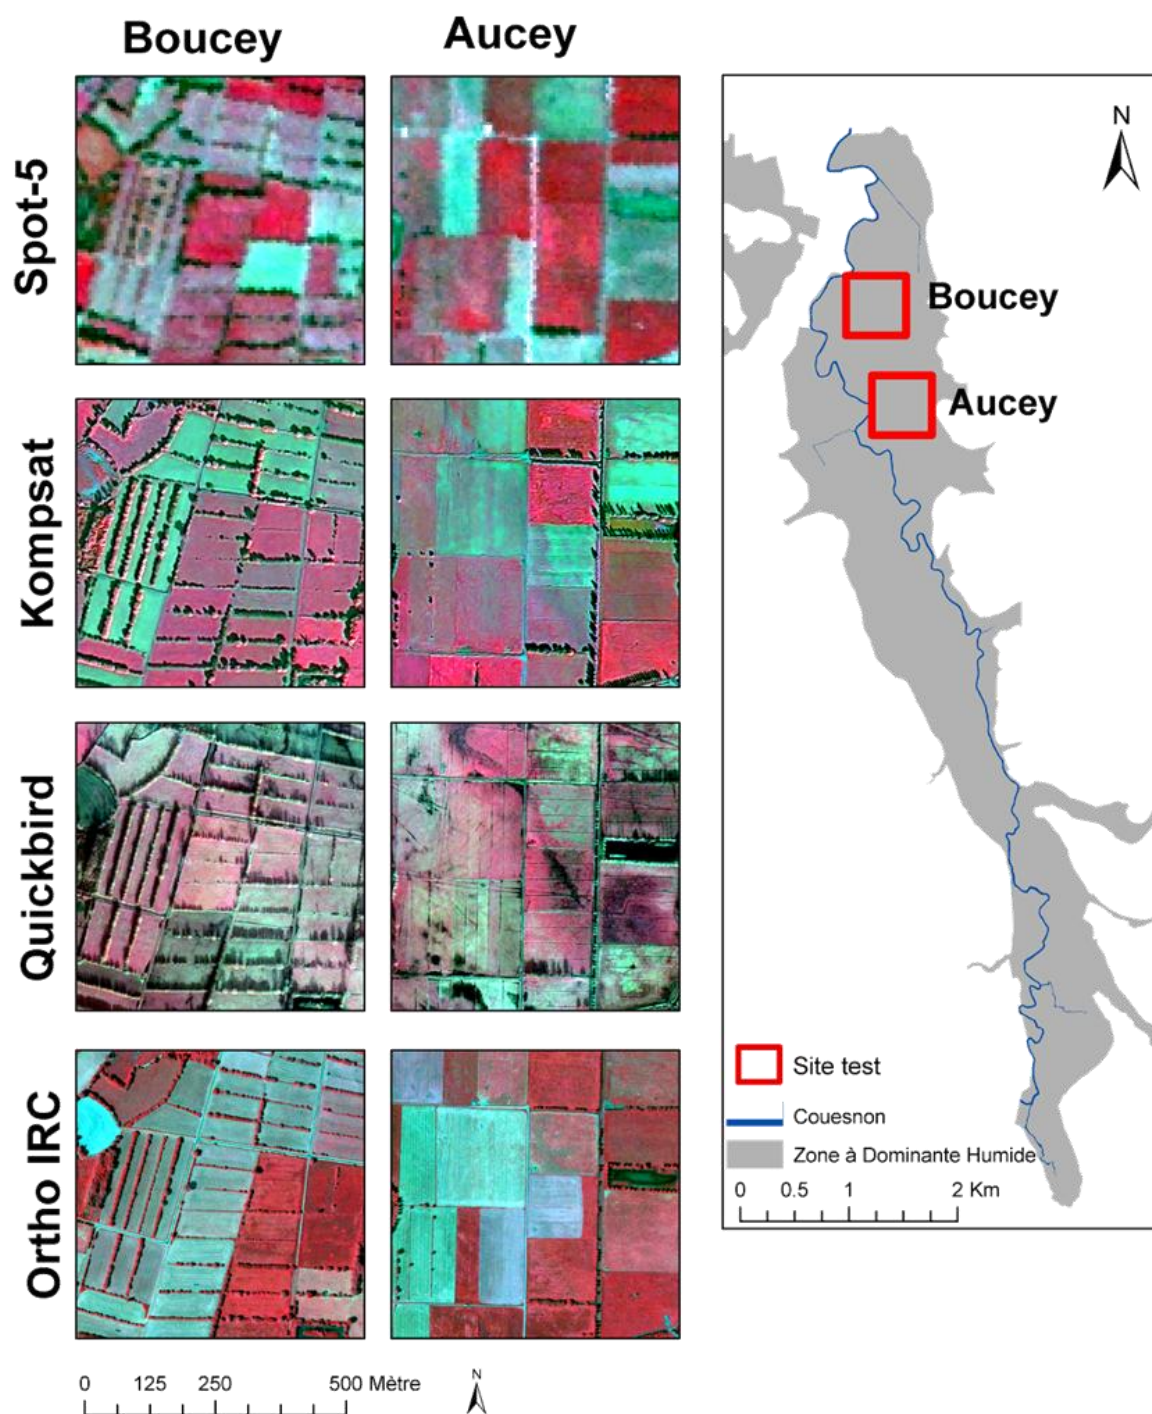 Boucey
Aucey
Spot-5
Kompsat
Quickbird
Ortho IRC
0 125 250 500 Mètre
N
N
Boucey
Aucey
Site test
Couesnon
Zone à Dominante Humide
0 0.5 1 2 Km